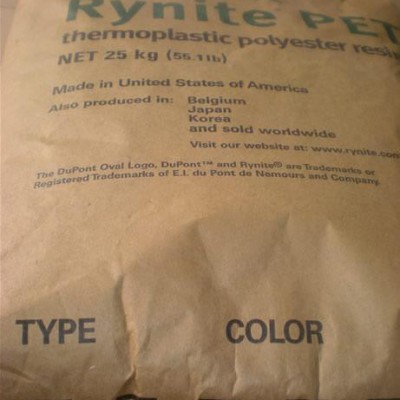 Rynite PET
thermoplastic polyester resin
NET 25 kg (55.1 lb)
Made in United States of America
Also produced in: Belgium
Japan
Korea
and sold worldwide
Visit our website at: www.rynite.com
The DuPont Oval Logo, DuPont™ and Rynite® are Trademarks or
Registered Trademarks of E.I. du Pont de Nemours and Company.
TYPE COLOR